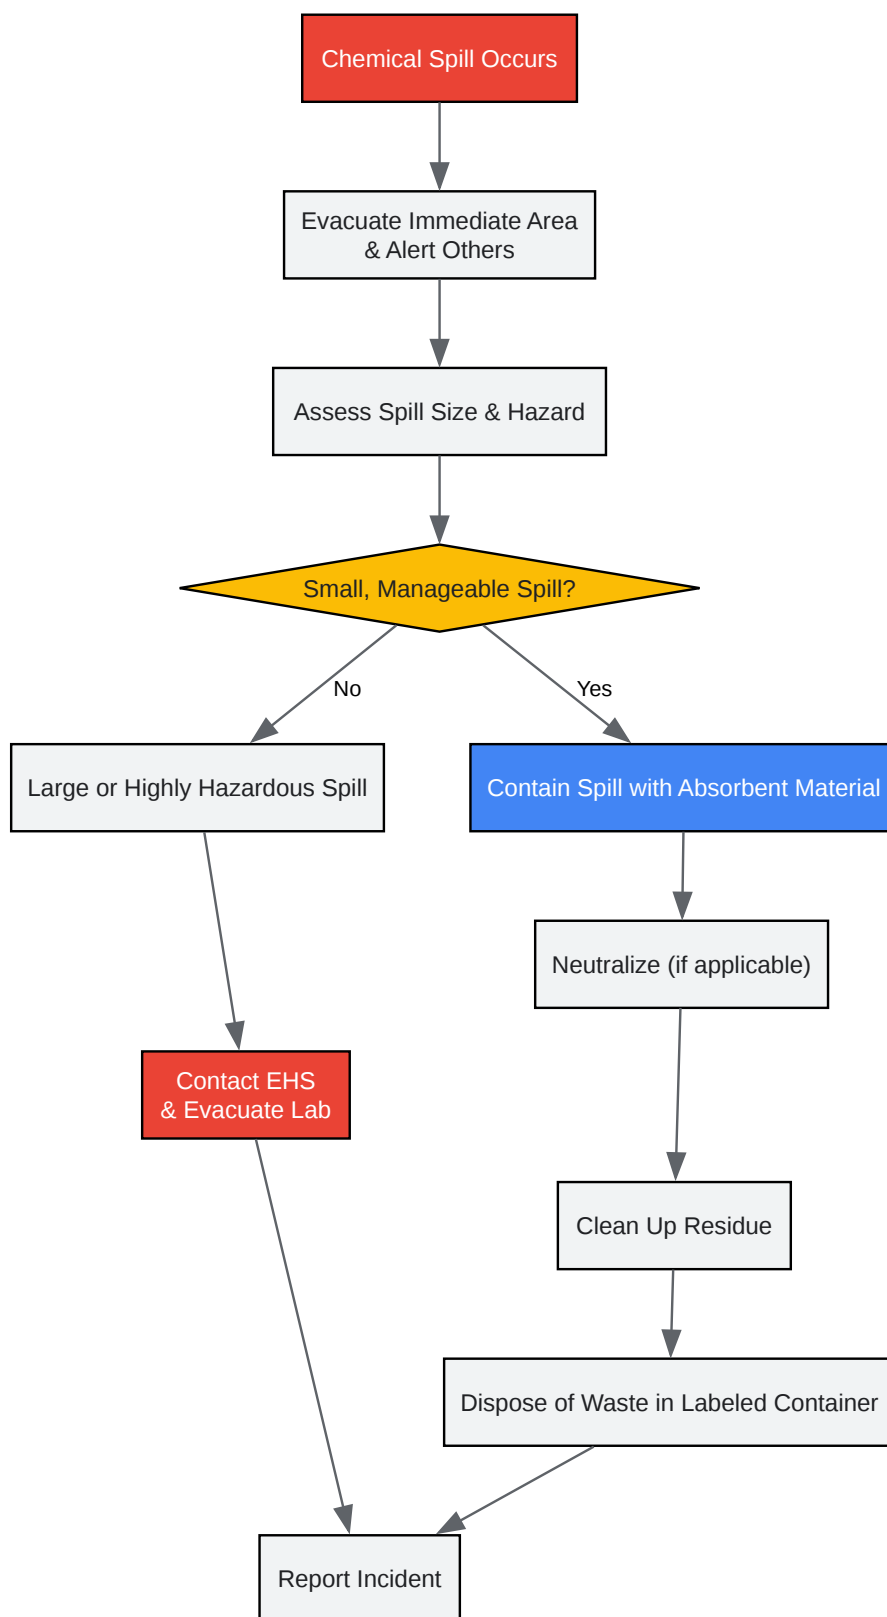 Chemical Spill Occurs
Evacuate Immediate Area
& Alert Others
Assess Spill Size & Hazard
Small, Manageable Spill?
No
Yes
Large or Highly Hazardous Spill
Contain Spill with Absorbent Material
Neutralize (if applicable)
Contact EHS
& Evacuate Lab
Clean Up Residue
Dispose of Waste in Labeled Container
Report Incident